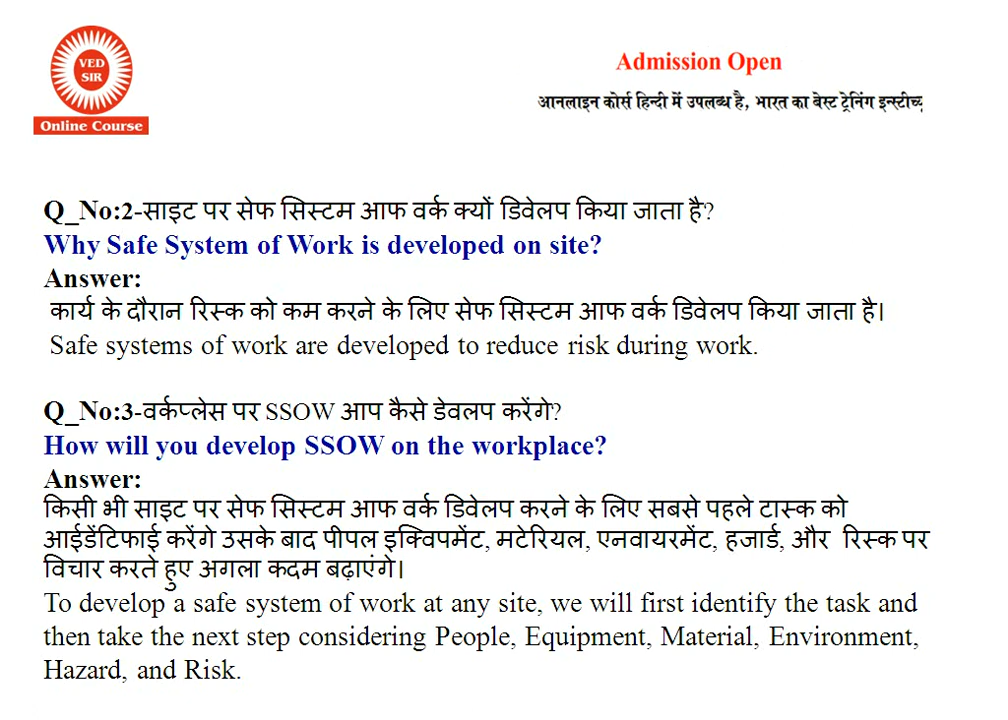 VED
SIR
Online Course
Admission Open
आनलाइन कोर्स हिन्दी में उपलब्ध है, भारत का बेस्ट ट्रेनिंग
Q_No:2-साइट पर सेफ सिस्टम आफ वर्क क्यों डिवेलप किया जाता है?
Why Safe System of Work is developed on site?
Answer:
कार्य के दौरान रिस्क को कम करने के लिए सेफ सिस्टम आफ वर्क डिवेलप किया जाता है।
Safe systems of work are developed to reduce risk during work.
Q_No:3-वर्कप्लेस पर SSOW आप कैसे डेवलप करेंगे?
How will you develop SSOW on the workplace?
Answer:
किसी भी साइट पर सेफ सिस्टम आफ वर्क डिवेलप करने के लिए सबसे पहले टास्क को
आईडेंटिफाई करेंगे उसके बाद पीपल इक्विपमेंट, मटेरियल, एनवायरमेंट, हजार्ड, और रिस्क पर
विचार करते हुए अगला कदम बढ़ाएंगे।
To develop a safe system of work at any site, we will first identify the task and
then take the next step considering People, Equipment, Material, Environment,
Hazard, and Risk.